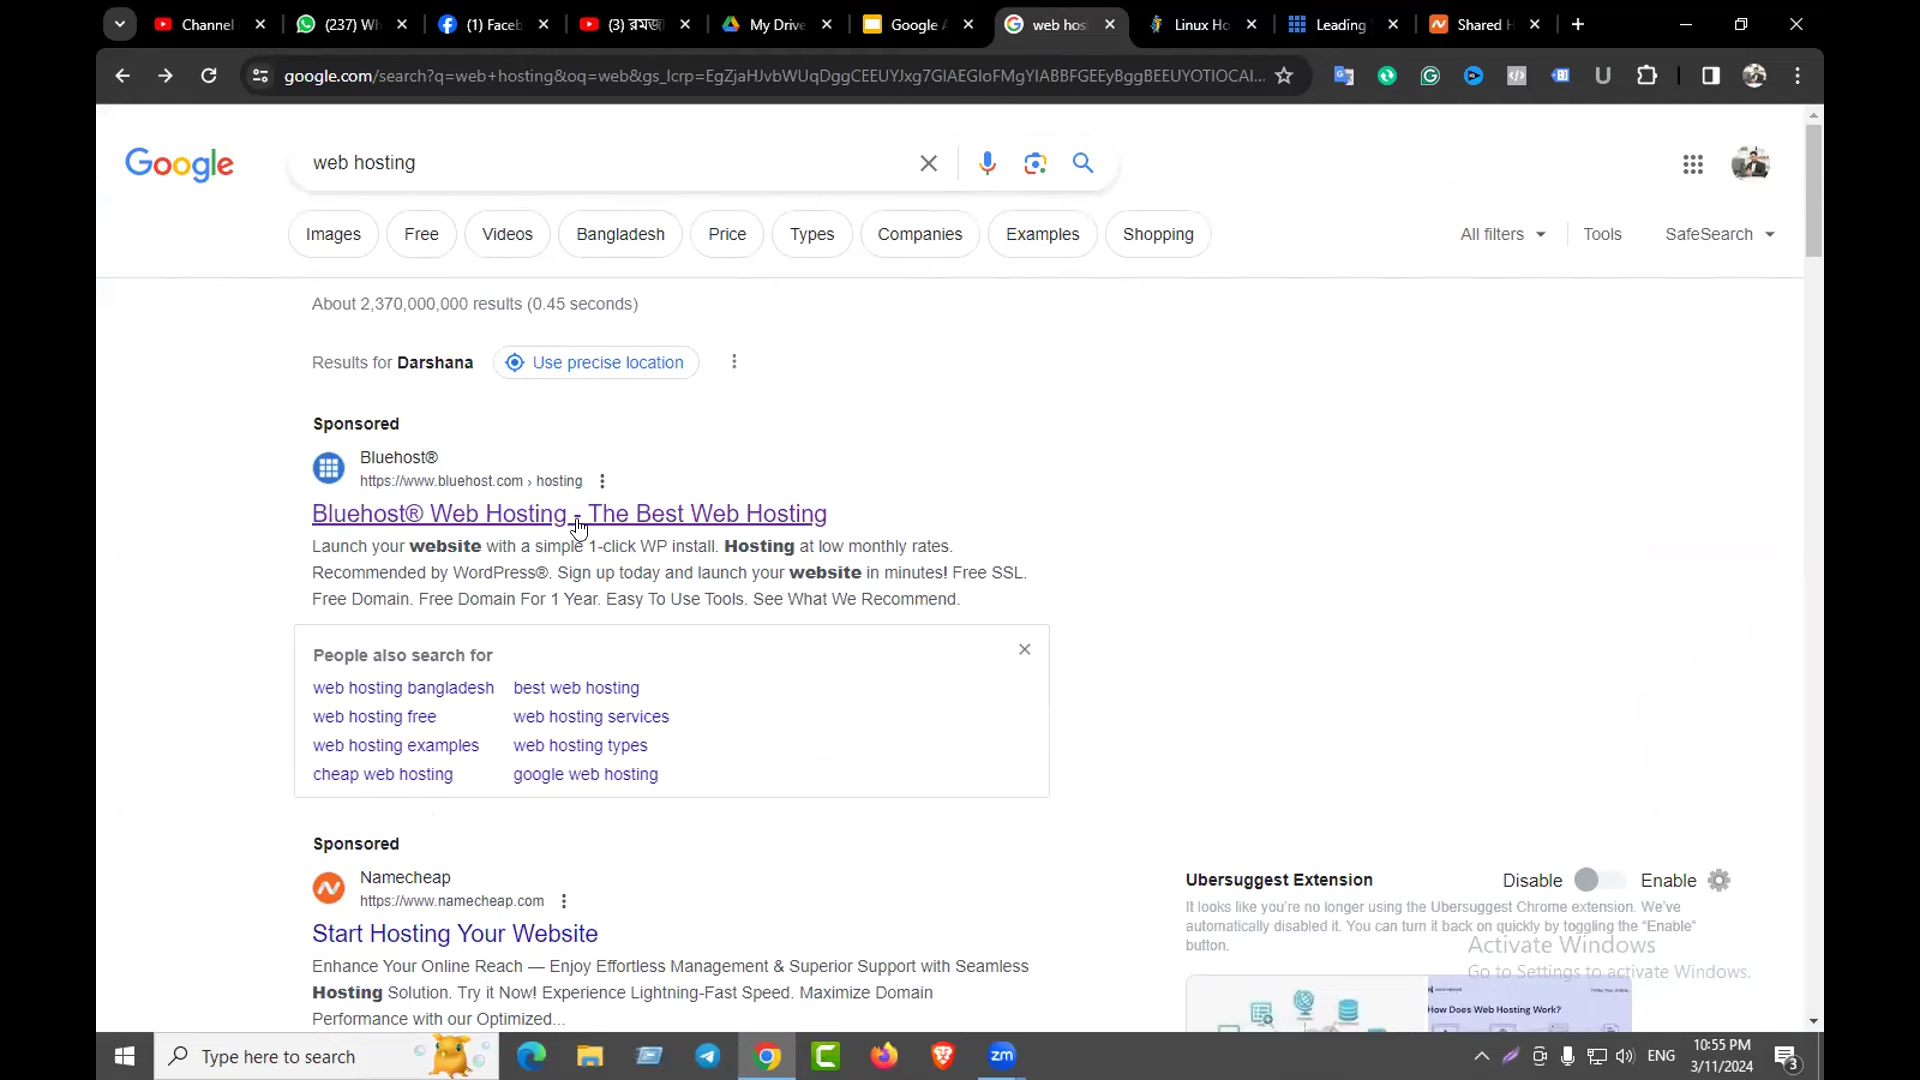 Channel
(237) Wh
(1) Faceb
(3) রমজা
My Drive
Google A
web hos
Linux Ho
Leading
Shared H
google.com/search?q=web+hosting&oq=web&gs_lcrp=EgZjaHJvbWUqDggCEEUYJxg7GIAEGIoFMgYIABBFGEEyBggBEEUYOTIOCAI...
Google
web hosting
Images
Free
Videos
Bangladesh
Price
Types
Companies
Examples
Shopping
All filters
Tools
SafeSearch
About 2,370,000,000 results (0.45 seconds)
Results for Darshana
Use precise location
Sponsored
Bluehost®
https://www.bluehost.com › hosting
Bluehost® Web Hosting - The Best Web Hosting
Launch your website with a simple 1-click WP install. Hosting at low monthly rates.
Recommended by WordPress®. Sign up today and launch your website in minutes! Free SSL.
Free Domain. Free Domain For 1 Year. Easy To Use Tools. See What We Recommend.
People also search for
web hosting bangladesh best web hosting
web hosting free web hosting services
web hosting examples web hosting types
cheap web hosting google web hosting
Sponsored
Namecheap
https://www.namecheap.com
Start Hosting Your Website
Enhance Your Online Reach — Enjoy Effortless Management & Superior Support with Seamless
Hosting Solution. Try it Now! Experience Lightning-Fast Speed. Maximize Domain
Performance with our Optimized...
Ubersuggest Extension
Disable
Enable
It looks like you're no longer using the Ubersuggest Chrome extension. We've
automatically disabled it. You can turn it back on quickly by toggling the "Enable"
button.
Activate Windows
Go to Settings to activate Windows.
How Does Web Hosting Work?
Type here to search
zm
ENG
10:55 PM
3/11/2024
3